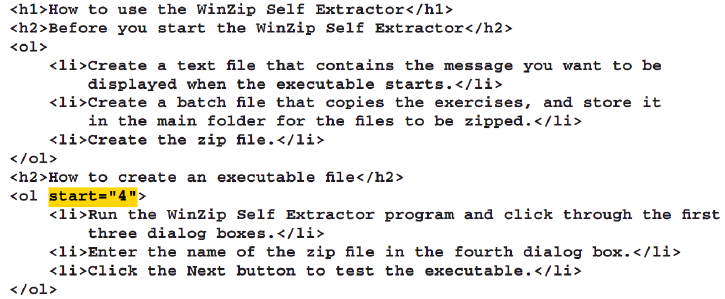 <h1>How to use the WinZip Self Extractor</h1>
<h2>Before you start the WinZip Self Extractor</h2>
<ol>
    <li>Create a text file that contains the message you want to be
        displayed when the executable starts.</li>
    <li>Create a batch file that copies the exercises, and store it
        in the main folder for the files to be zipped.</li>
    <li>Create the zip file.</li>
</ol>
<h2>How to create an executable file</h2>
<ol start="4">
    <li>Run the WinZip Self Extractor program and click through the first
        three dialog boxes.</li>
    <li>Enter the name of the zip file in the fourth dialog box.</li>
    <li>Click the Next button to test the executable.</li>
</ol>